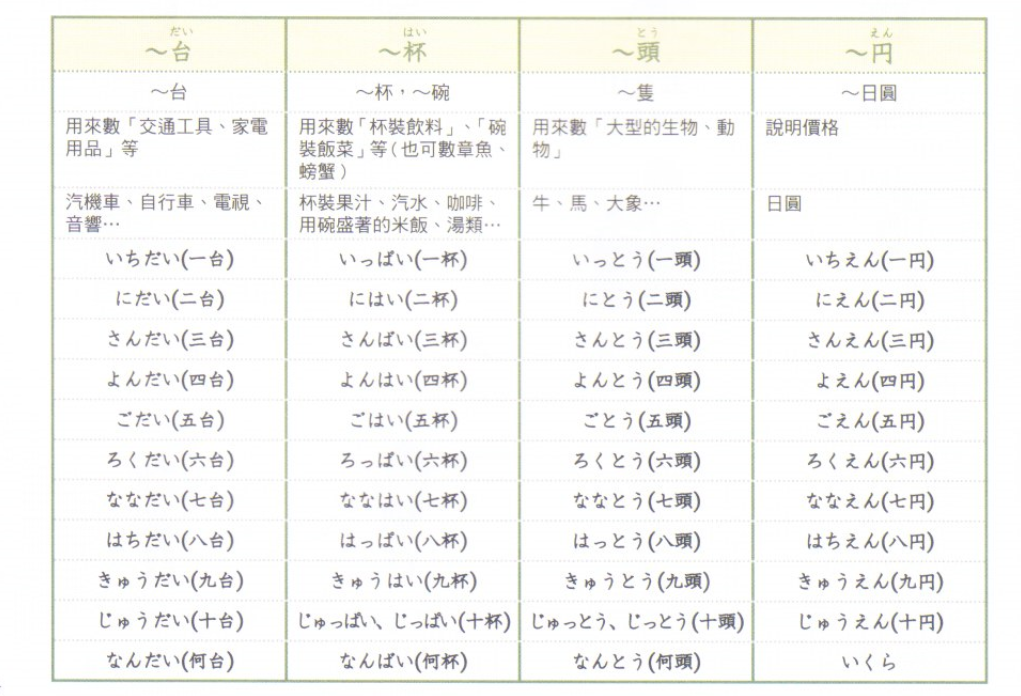 だい はい とう えん
～台 ～杯 ～頭 ～円
～台 ～杯，～碗 ～隻 ～日圓
用來數「交通工具、家電 用來數「杯裝飲料」、「碗 用來數「大型的生物、動 說明價格
用品」等 裝飯菜」等（也可數章魚、 物」
螃蟹）
汽機車、自行車、電視、 杯裝果汁、汽水、咖啡、 牛、馬、大象… 日圓
音響… 用碗盛著的米飯、湯類…
いちだい(一台) いっぱい(一杯) いっとう(一頭) いちえん(一円)
にだい(二台) にはい(二杯) にとう(二頭) にえん(二円)
さんだい(三台) さんばい(三杯) さんとう(三頭) さんえん(三円)
よんだい(四台) よんはい(四杯) よんとう(四頭) よえん(四円)
ごだい(五台) ごはい(五杯) ごとう(五頭) ごえん(五円)
ろくだい(六台) ろっぱい(六杯) ろくとう(六頭) ろくえん(六円)
ななだい(七台) ななはい(七杯) ななとう(七頭) ななえん(七円)
はちだい(八台) はっぱい(八杯) はっとう(八頭) はちえん(八円)
きゅうだい(九台) きゅうはい(九杯) きゅうとう(九頭) きゅうえん(九円)
じゅうだい(十台) じゅっぱい、じっぱい(十杯) じゅっとう、じっとう(十頭) じゅうえん(十円)
なんだい(何台) なんばい(何杯) なんとう(何頭) いくら